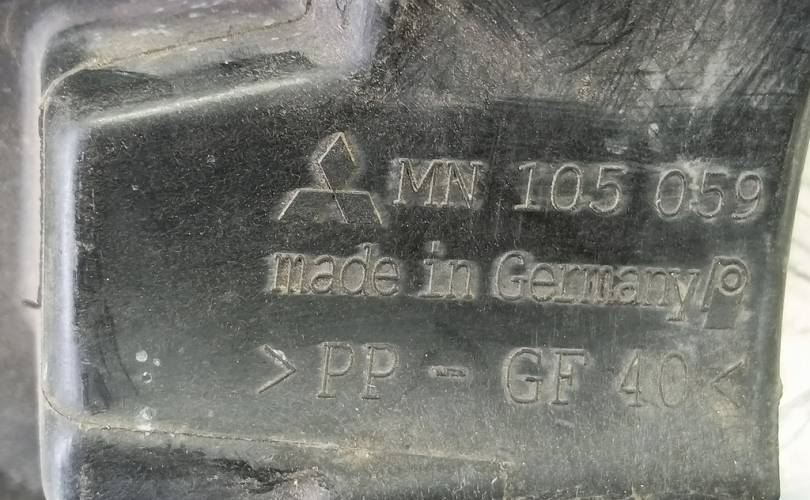 MN 105 059
made in Germany
>PP - GF 40<